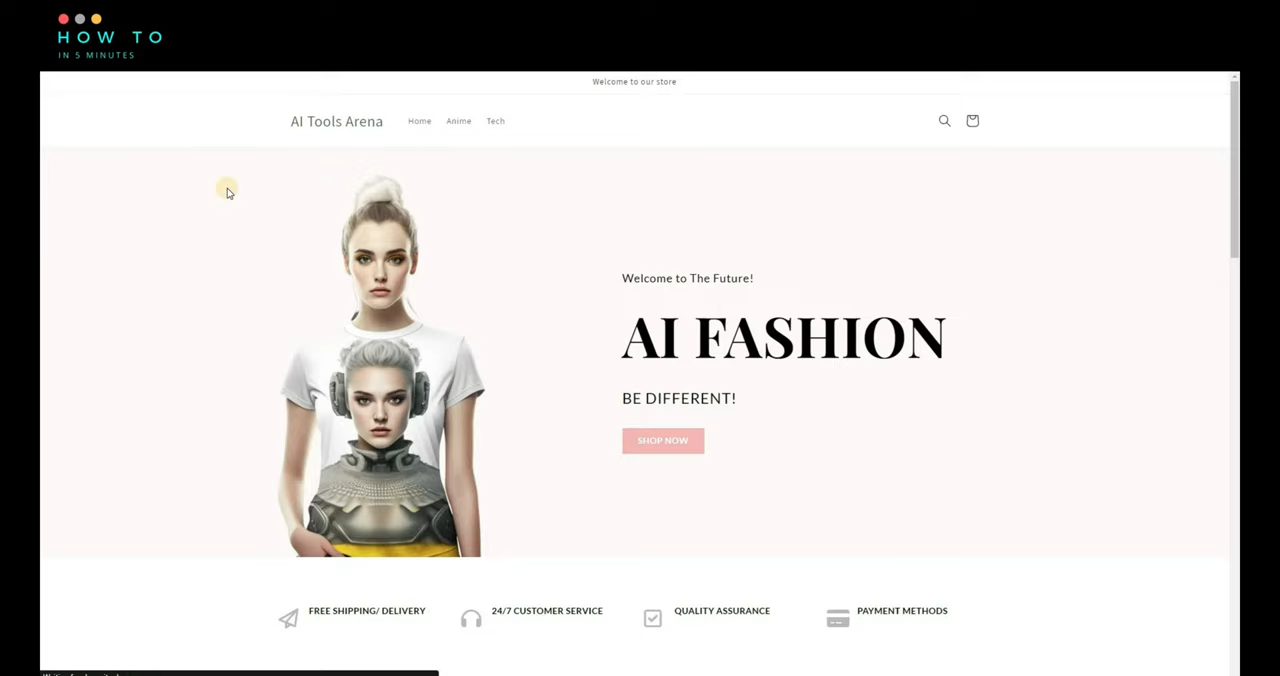 HOW TO
IN 5 MINUTES
Welcome to our store
AI Tools Arena
Home Anime Tech
Welcome to The Future!
AI FASHION
BE DIFFERENT!
SHOP NOW
FREE SHIPPING/ DELIVERY
24/7 CUSTOMER SERVICE
QUALITY ASSURANCE
PAYMENT METHODS